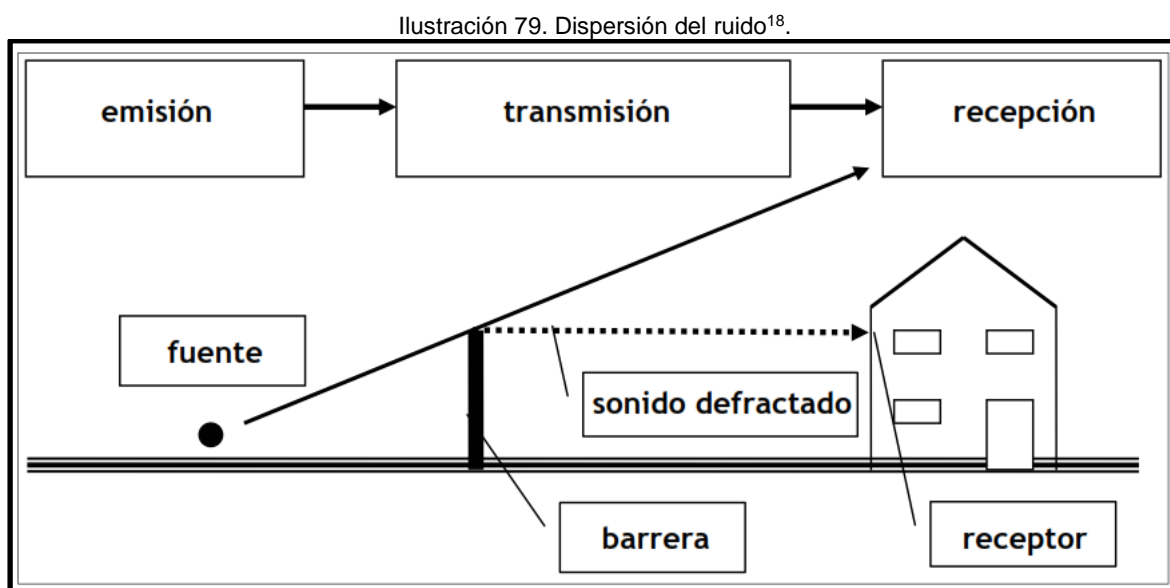 Ilustración 79. Dispersión del ruido18.
emisión
transmisión
recepción
fuente
sonido defractado
barrera
receptor